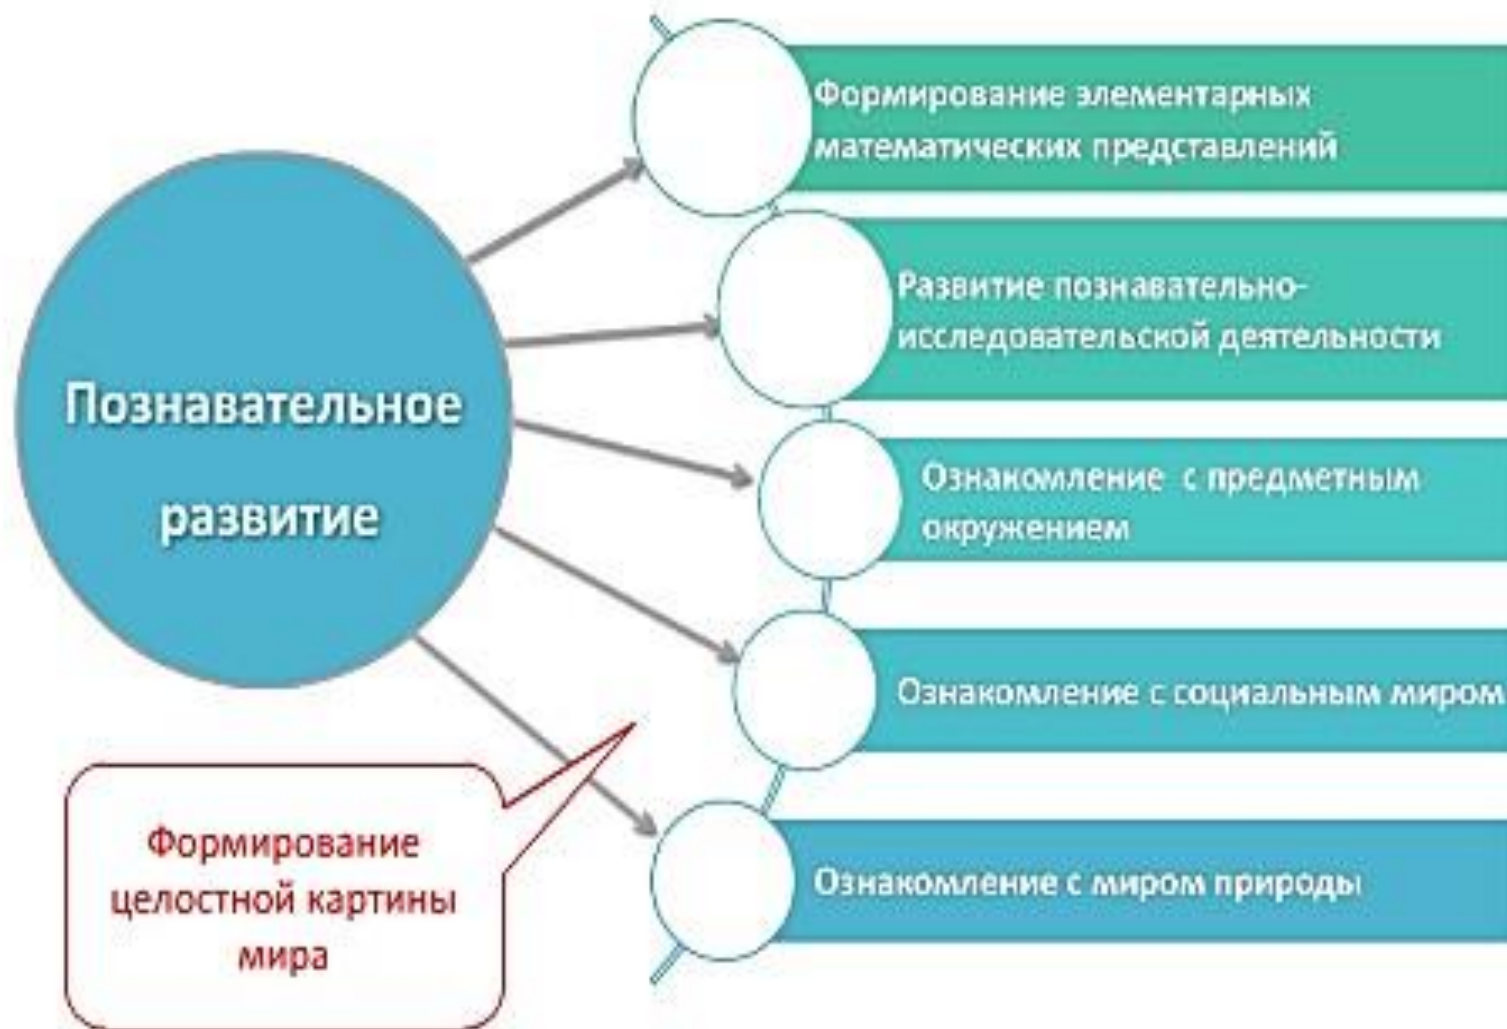 Познавательное
развитие
Формирование элементарных
математических представлений
Развитие познавательно-
исследовательской деятельности
Ознакомление с предметным
окружением
Ознакомление с социальным миром
Ознакомление с миром природы
Формирование
целостной картины
мира